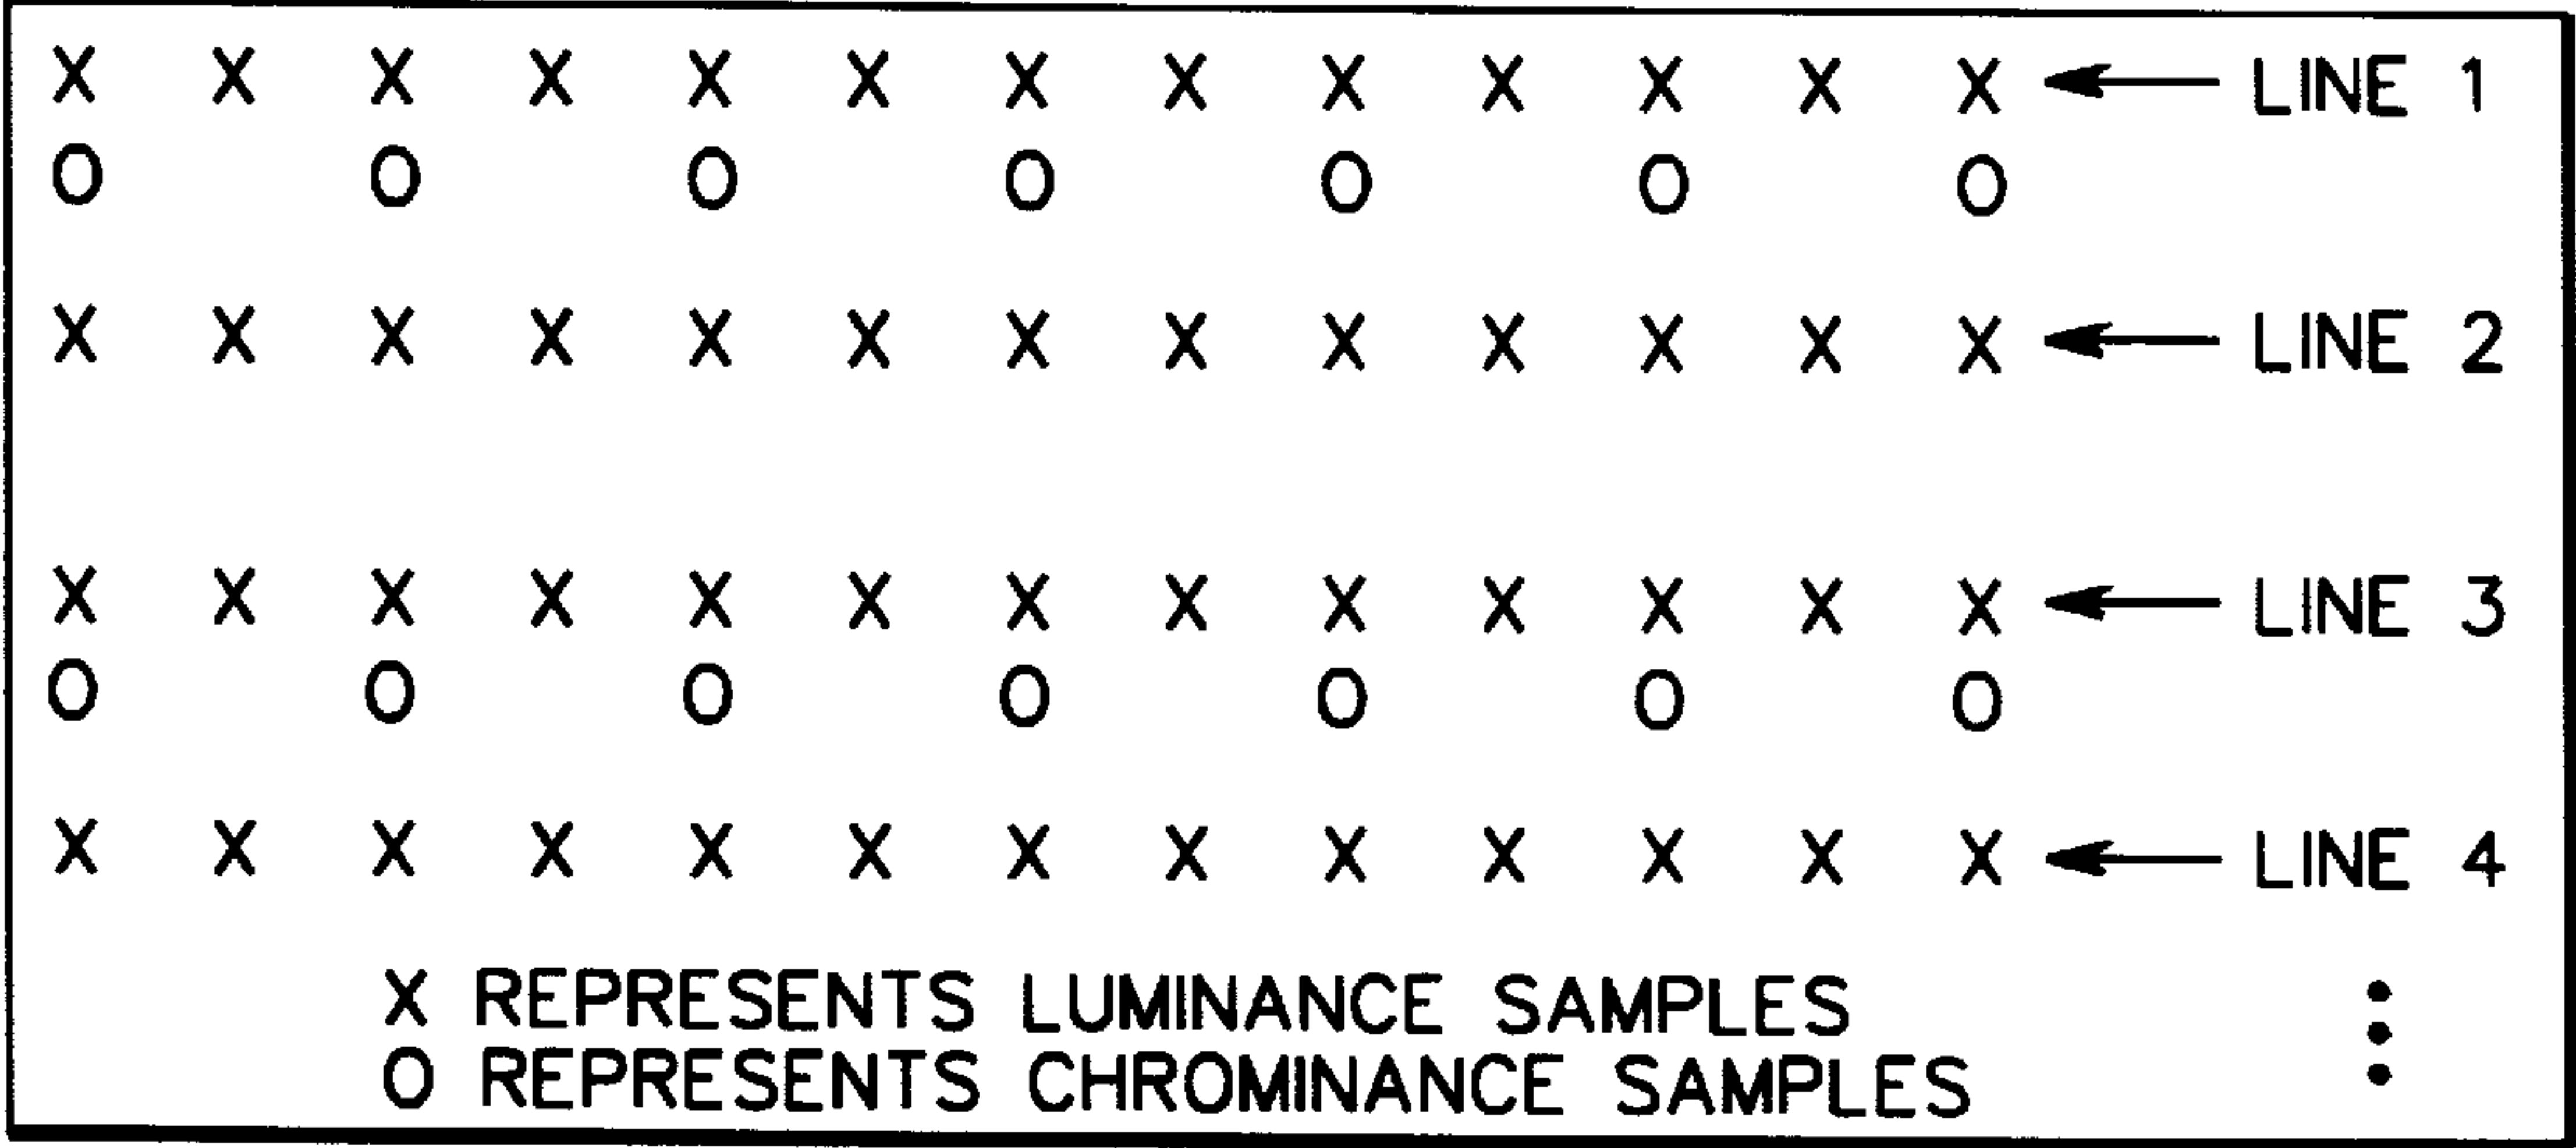 X X X X X X X X X X X X X LINE 1
O O O O O O O
X X X X X X X X X X X X X LINE 2
X X X X X X X X X X X X X LINE 3
O O O O O O O
X X X X X X X X X X X X X LINE 4
X REPRESENTS LUMINANCE SAMPLES
O REPRESENTS CHROMINANCE SAMPLES